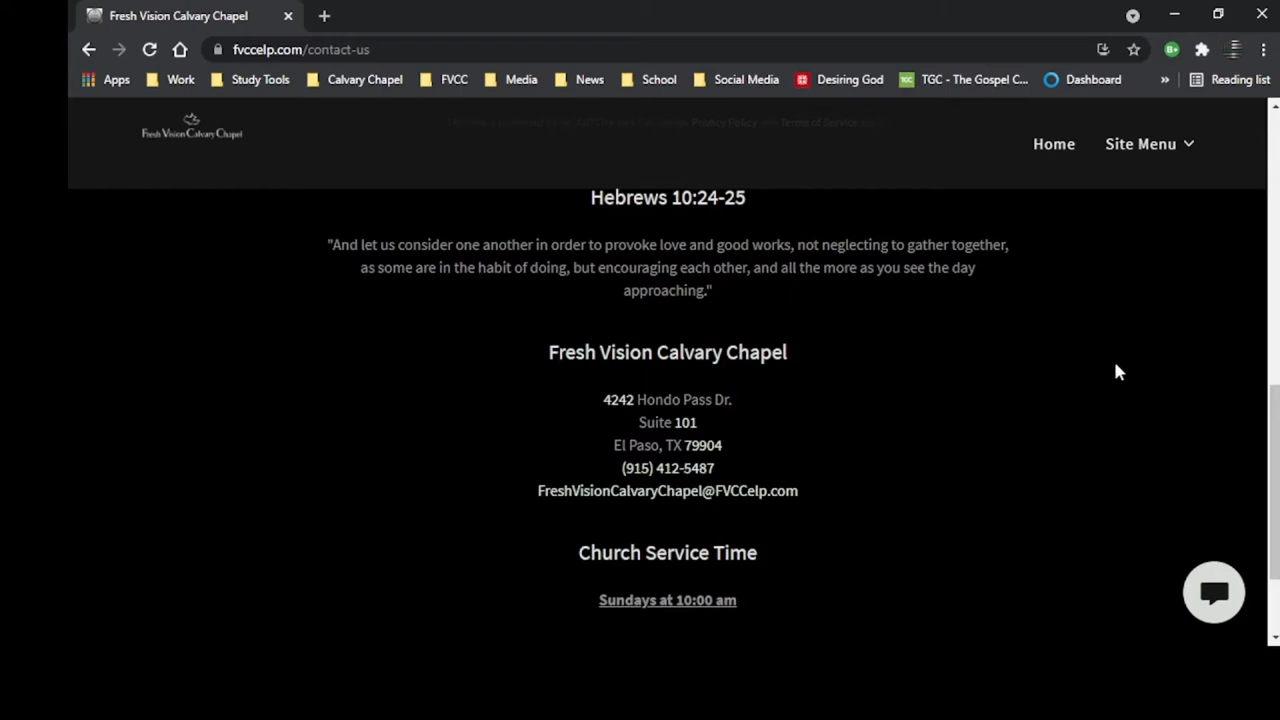 Fresh Vision Calvary Chapel
fvccelp.com/contact-us
Apps Work Study Tools Calvary Chapel FVCC Media News School Social Media Desiring God TGC - The Gospel C... Dashboard » Reading list
Privacy Policy Terms of Service
Fresh Vision Calvary Chapel
Home Site Menu
Hebrews 10:24-25
"And let us consider one another in order to provoke love and good works, not neglecting to gather together,
as some are in the habit of doing, but encouraging each other, and all the more as you see the day
approaching."
Fresh Vision Calvary Chapel
4242 Hondo Pass Dr.
Suite 101
El Paso, TX 79904
(915) 412-5487
FreshVisionCalvaryChapel@FVCCelp.com
Church Service Time
Sundays at 10:00 am